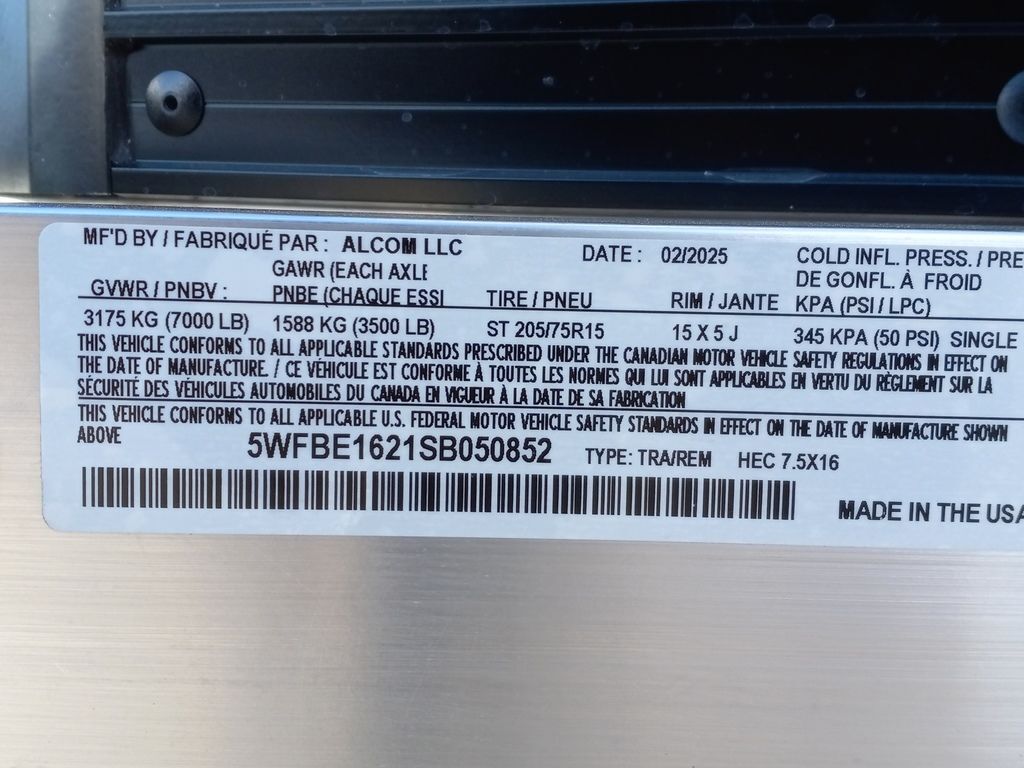 MF'D BY / FABRIQUÉ PAR : ALCOM LLC DATE : 02/2025 COLD INFL. PRESS. / PRE
GAWR (EACH AXLE DE GONFL. À FROID
GVWR / PNBV : PNBE (CHAQUE ESSI TIRE / PNEU RIM / JANTE KPA (PSI / LPC)
3175 KG (7000 LB) 1588 KG (3500 LB) ST 205/75R15 15 X 5 J 345 KPA (50 PSI) SINGLE
THIS VEHICLE CONFORMS TO ALL APPLICABLE STANDARDS PRESCRIBED UNDER THE CANADIAN MOTOR VEHICLE SAFETY REGULATIONS IN EFFECT ON
THE DATE OF MANUFACTURE. / CE VÉHICULE EST CONFORME À TOUTES LES NORMES QUI LUI SONT APPLICABLES EN VERTU DU RÉGLEMENT SUR LA
SÉCURITÉ DES VÉHICULES AUTOMOBILES DU CANADA EN VIGUEUR À LA DATE DE SA FABRICATION
THIS VEHICLE CONFORMS TO ALL APPLICABLE U.S. FEDERAL MOTOR VEHICLE SAFETY STANDARDS IN EFFECT ON THE DATE OF MANUFACTURE SHOWN
ABOVE
5WFBE1621SB050852 TYPE: TRA/REM HEC 7.5X16
MADE IN THE USA